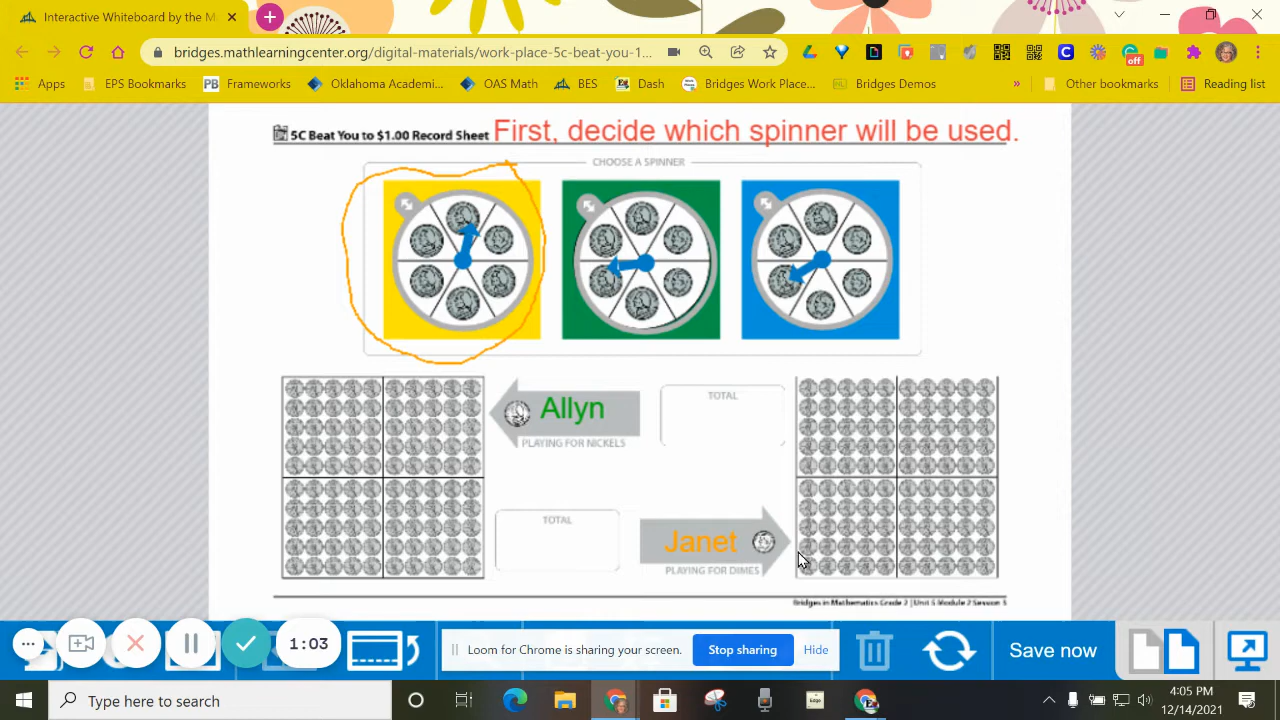 Interactive Whiteboard by the M
bridges.mathlearningcenter.org/digital-materials/work-place-5c-beat-you-1...
off
Apps
EPS Bookmarks
PB Frameworks
Oklahoma Academi...
OAS Math
BES
Dash
Bridges Work Place...
Bridges Demos
»
Other bookmarks
Reading list
5C Beat You to $1.00 Record Sheet First, decide which spinner will be used.
CHOOSE A SPINNER
Allyn
PLAYING FOR NICKELS
TOTAL
TOTAL
Janet
PLAYING FOR DIMES
Bridges in Mathematics Grade 2 | Unit 5 Module 2 Session 5
1:03
Loom for Chrome is sharing your screen.
Stop sharing
Hide
Save now
Type here to search
4:05 PM
12/14/2021